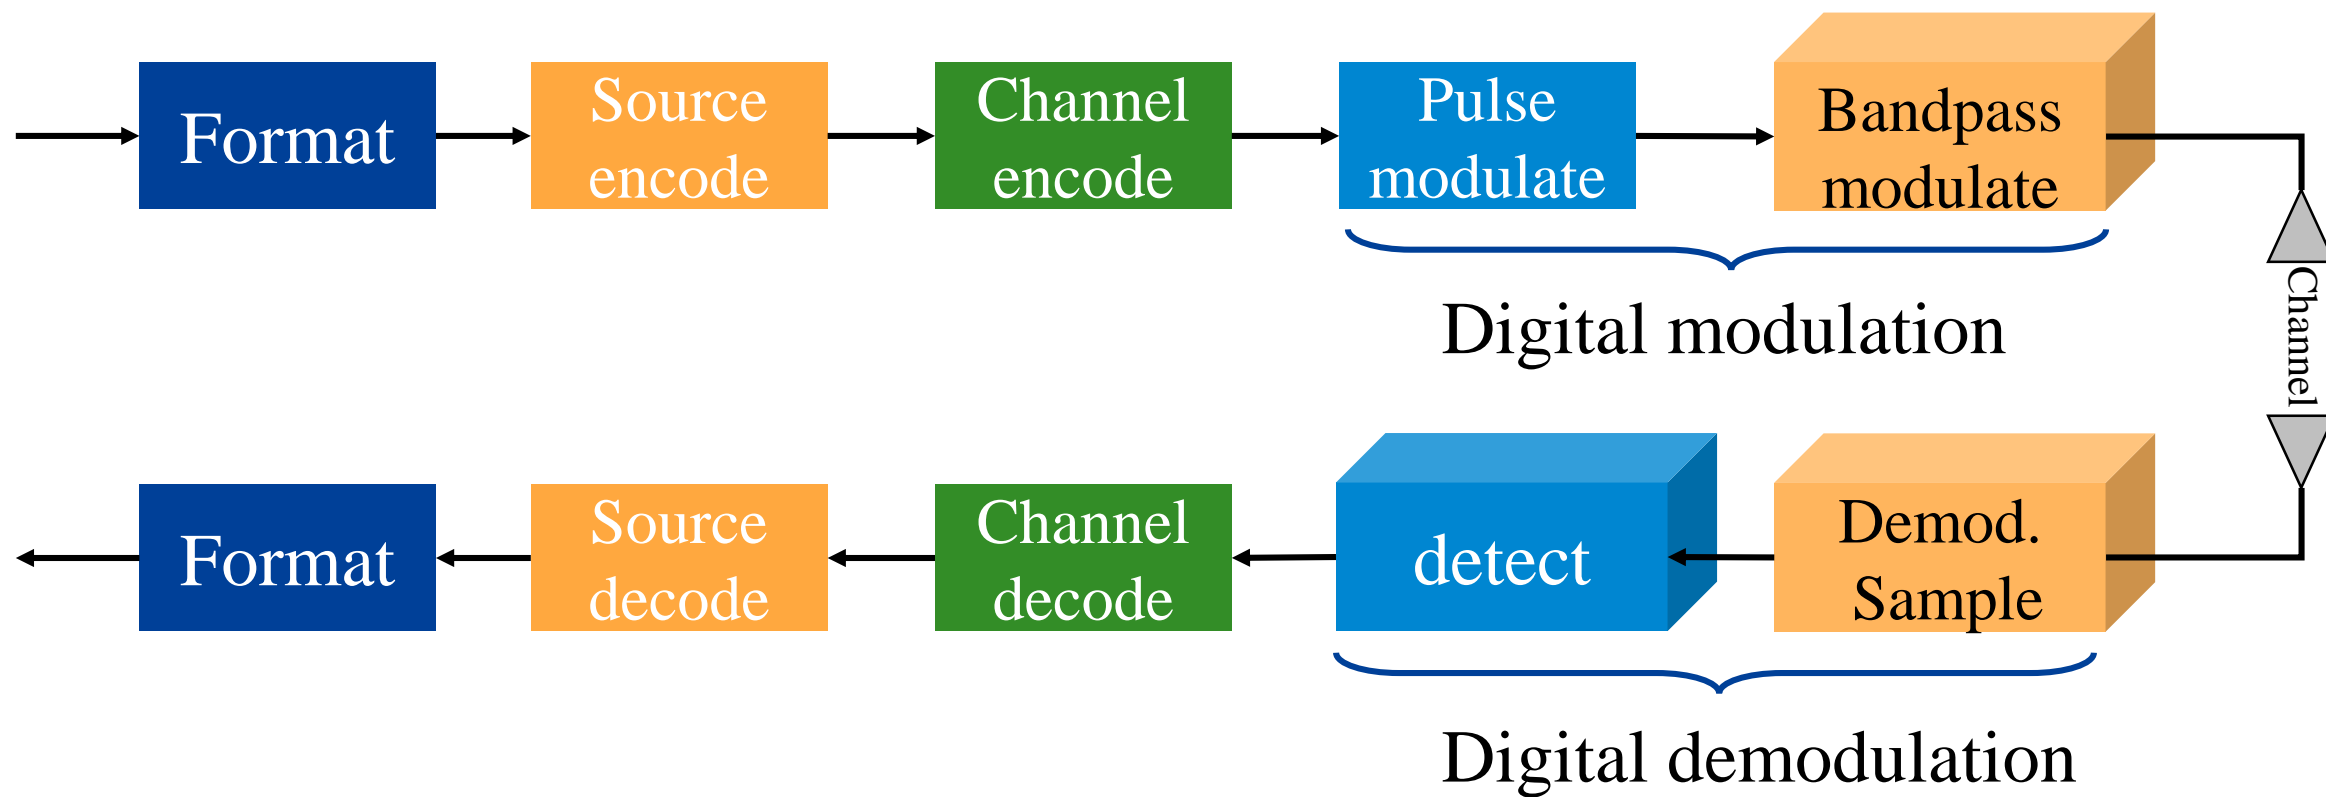 Format
Source
encode
Channel
encode
Pulse
modulate
Bandpass
modulate
Digital modulation
Channel
Format
Source
decode
Channel
decode
detect
Demod.
Sample
Digital demodulation